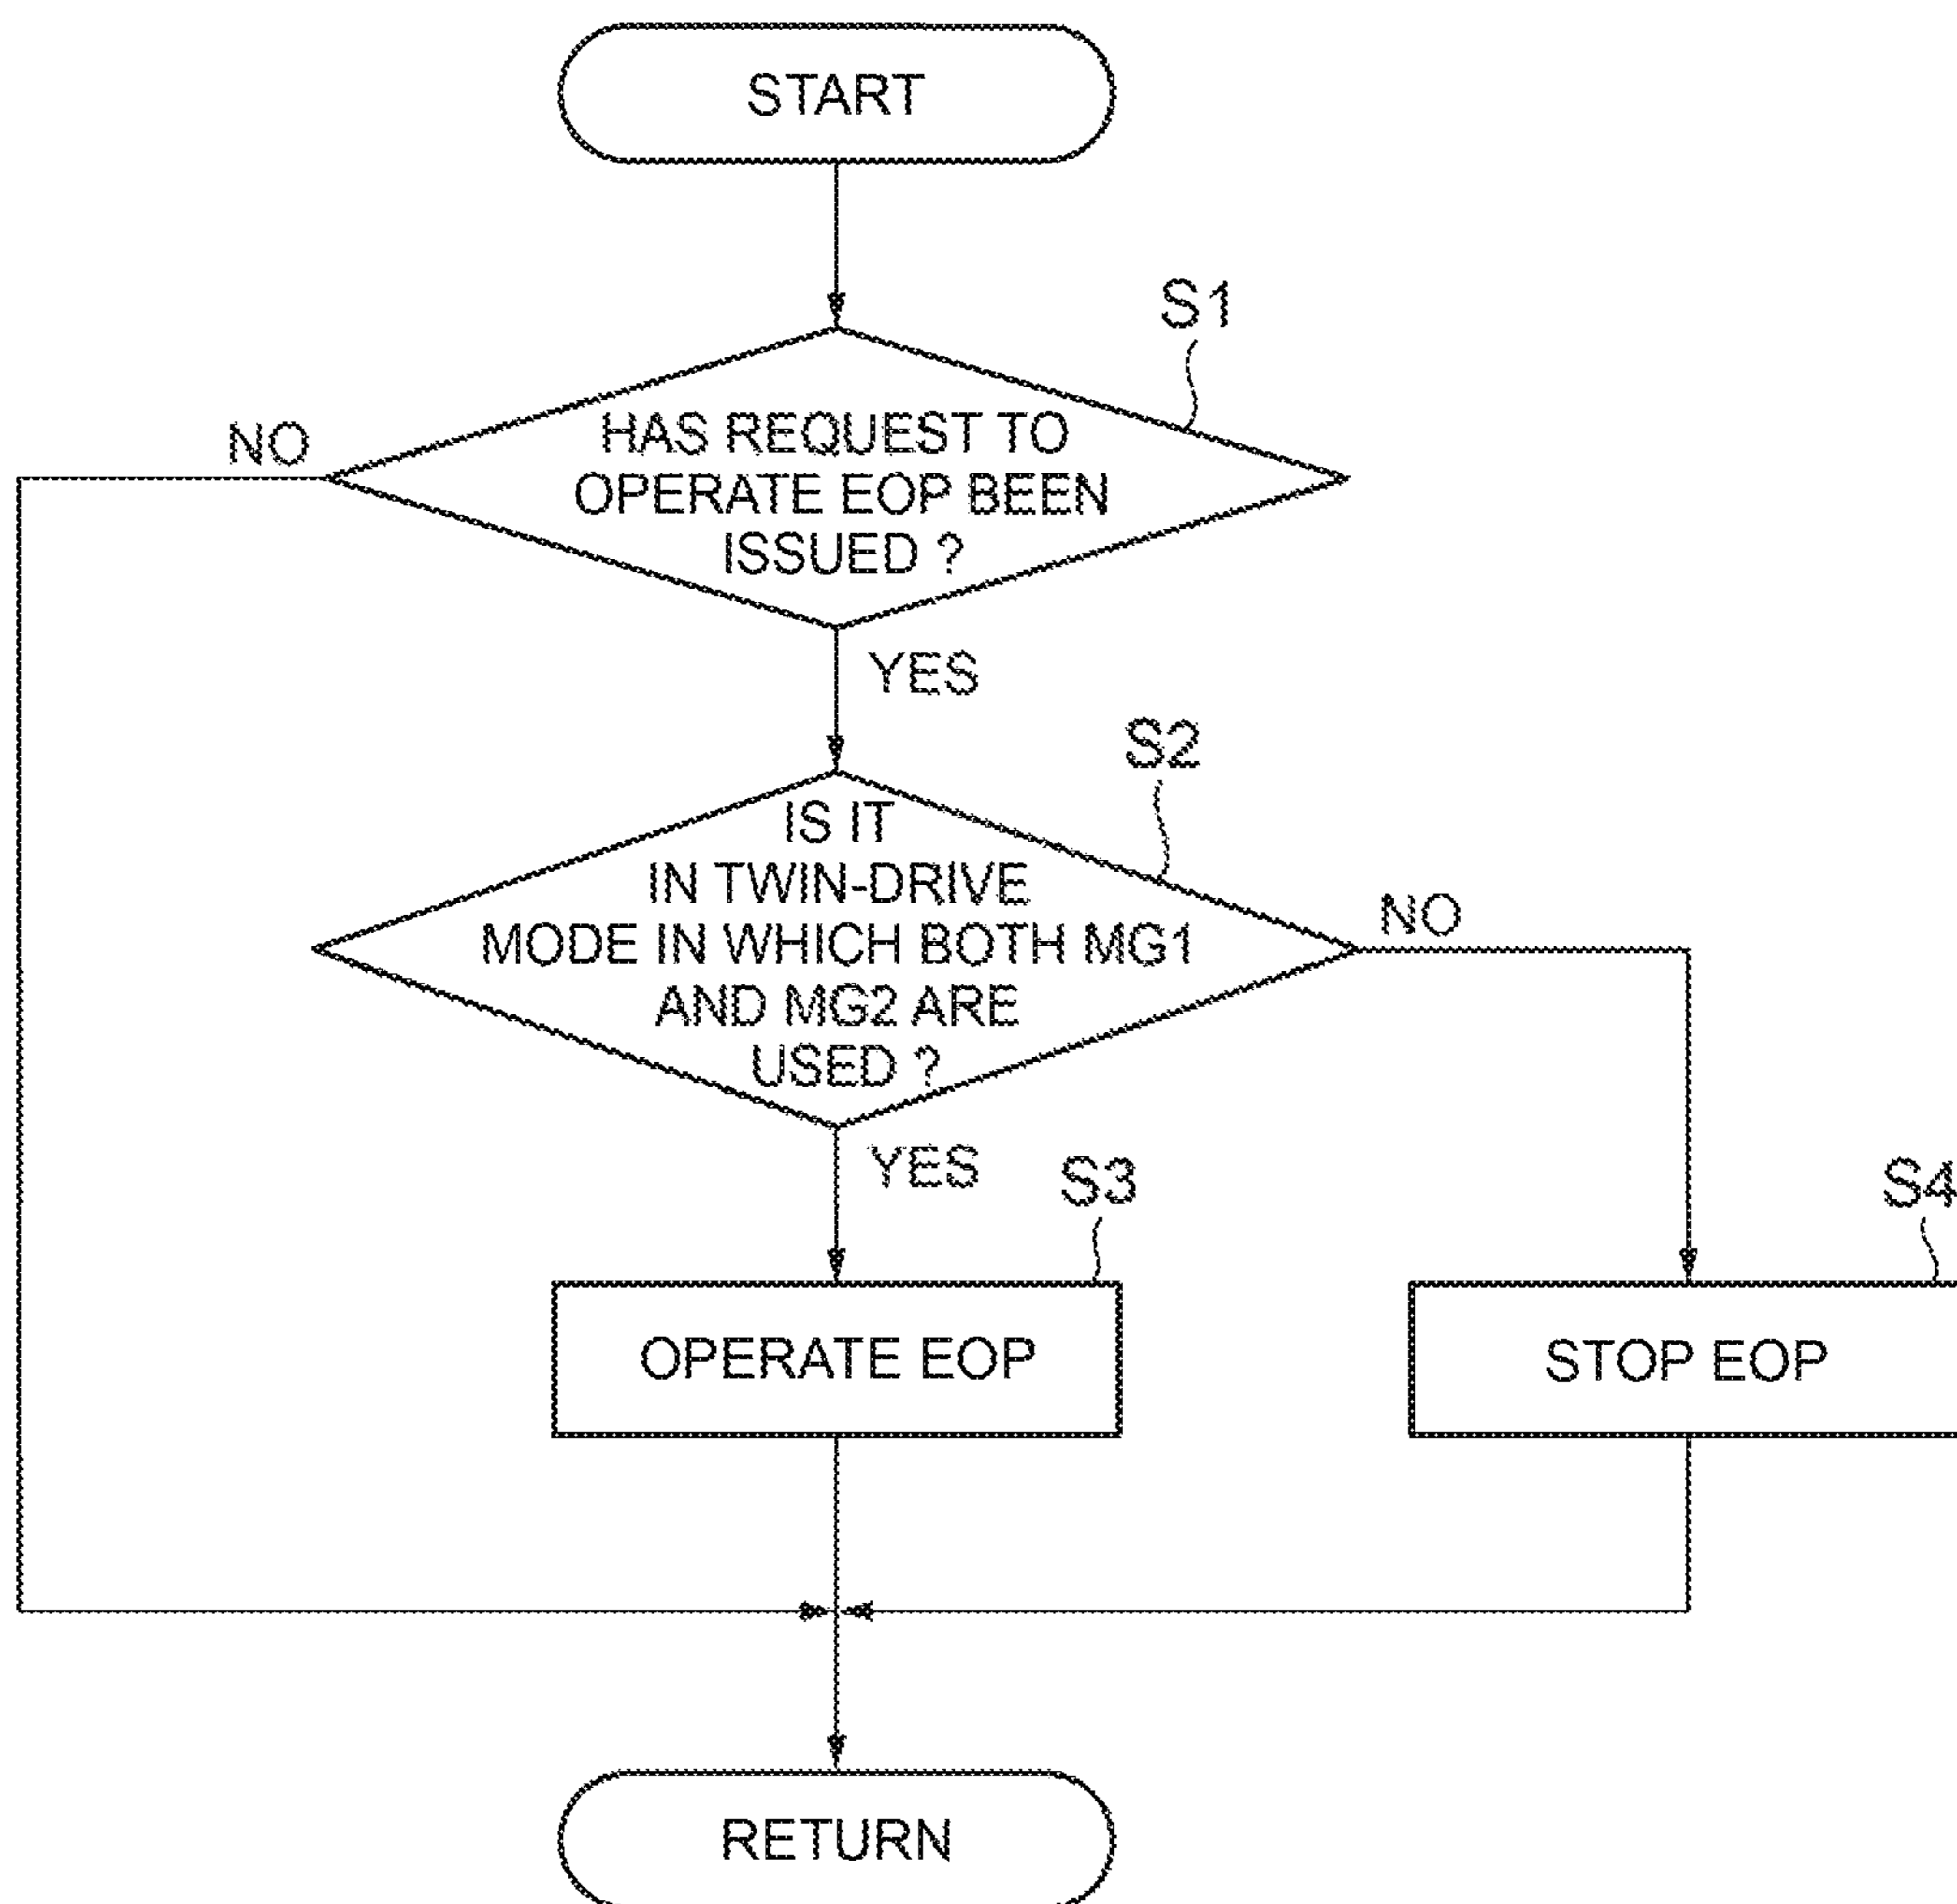 START
S1
NO
HAS REQUEST TO
OPERATE EOP BEEN
ISSUED ?
YES
S2
IS IT
IN TWIN-DRIVE
MODE IN WHICH BOTH MG1
AND MG2 ARE
USED ?
NO
YES
S3
S4
OPERATE EOP
STOP EOP
RETURN